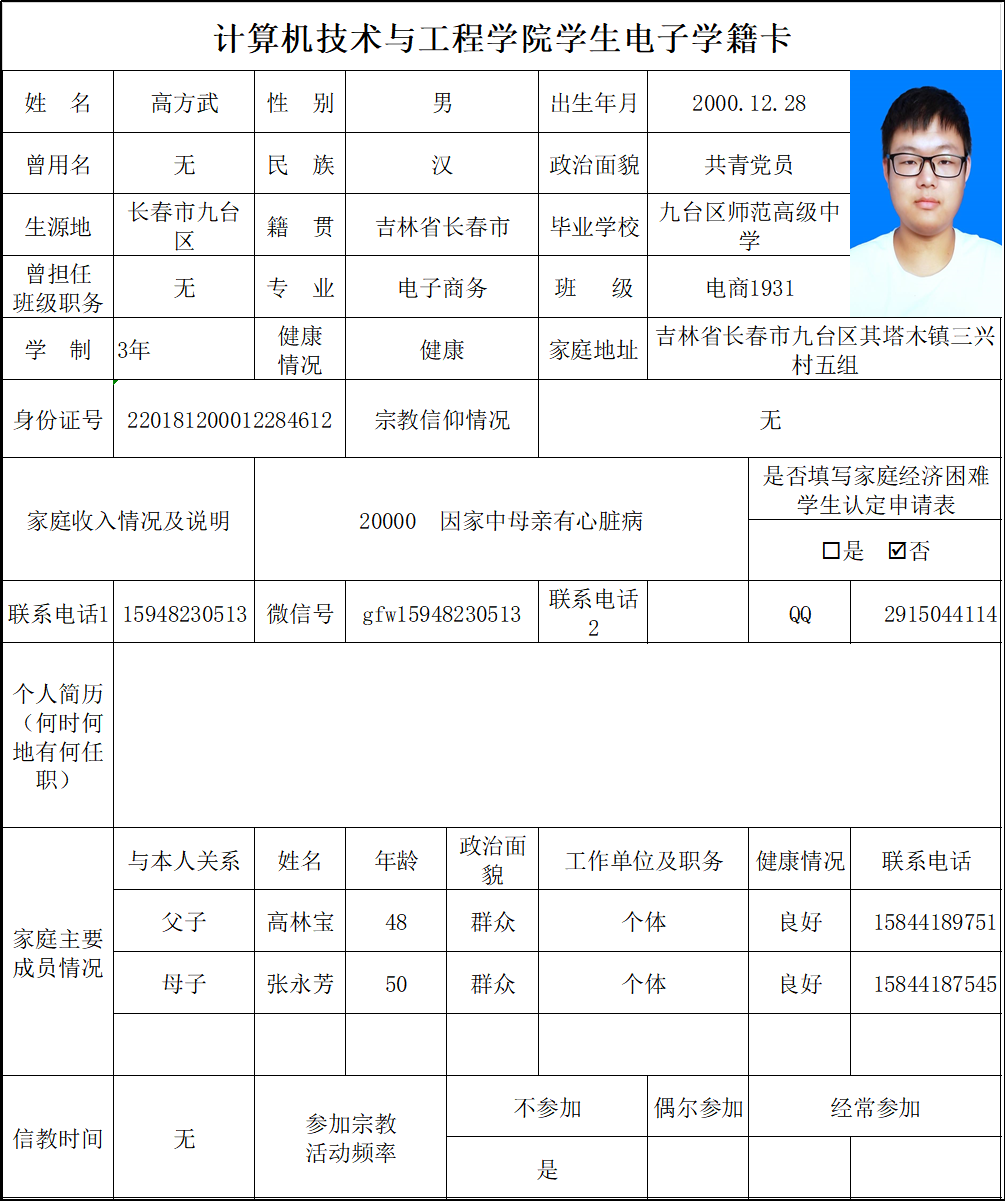 计算机技术与工程学院学生电子学籍卡
姓 名 高方武 性 别 男 出生年月 2000.12.28
曾用名 无 民 族 汉 政治面貌 共青党员
生源地 长春市九台区 籍 贯 吉林省长春市 毕业学校 九台区师范高级中学
曾担任班级职务 无 专 业 电子商务 班 级 电商1931
学 制 3年 健康情况 健康 家庭地址 吉林省长春市九台区其塔木镇三兴村五组
身份证号 220181200012284612 宗教信仰情况 无
家庭收入情况及说明 20000 因家中母亲有心脏病 是否填写家庭经济困难学生认定申请表
☐是 ☑否
联系电话1 15948230513 微信号 gfw15948230513 联系电话2 QQ 2915044114
个人简历（何时何地有何任职）
家庭主要成员情况
与本人关系 姓名 年龄 政治面貌 工作单位及职务 健康情况 联系电话
父子 高林宝 48 群众 个体 良好 15844189751
母子 张永芳 50 群众 个体 良好 15844187545
信教时间 无 参加宗教活动频率 不参加 偶尔参加 经常参加
是